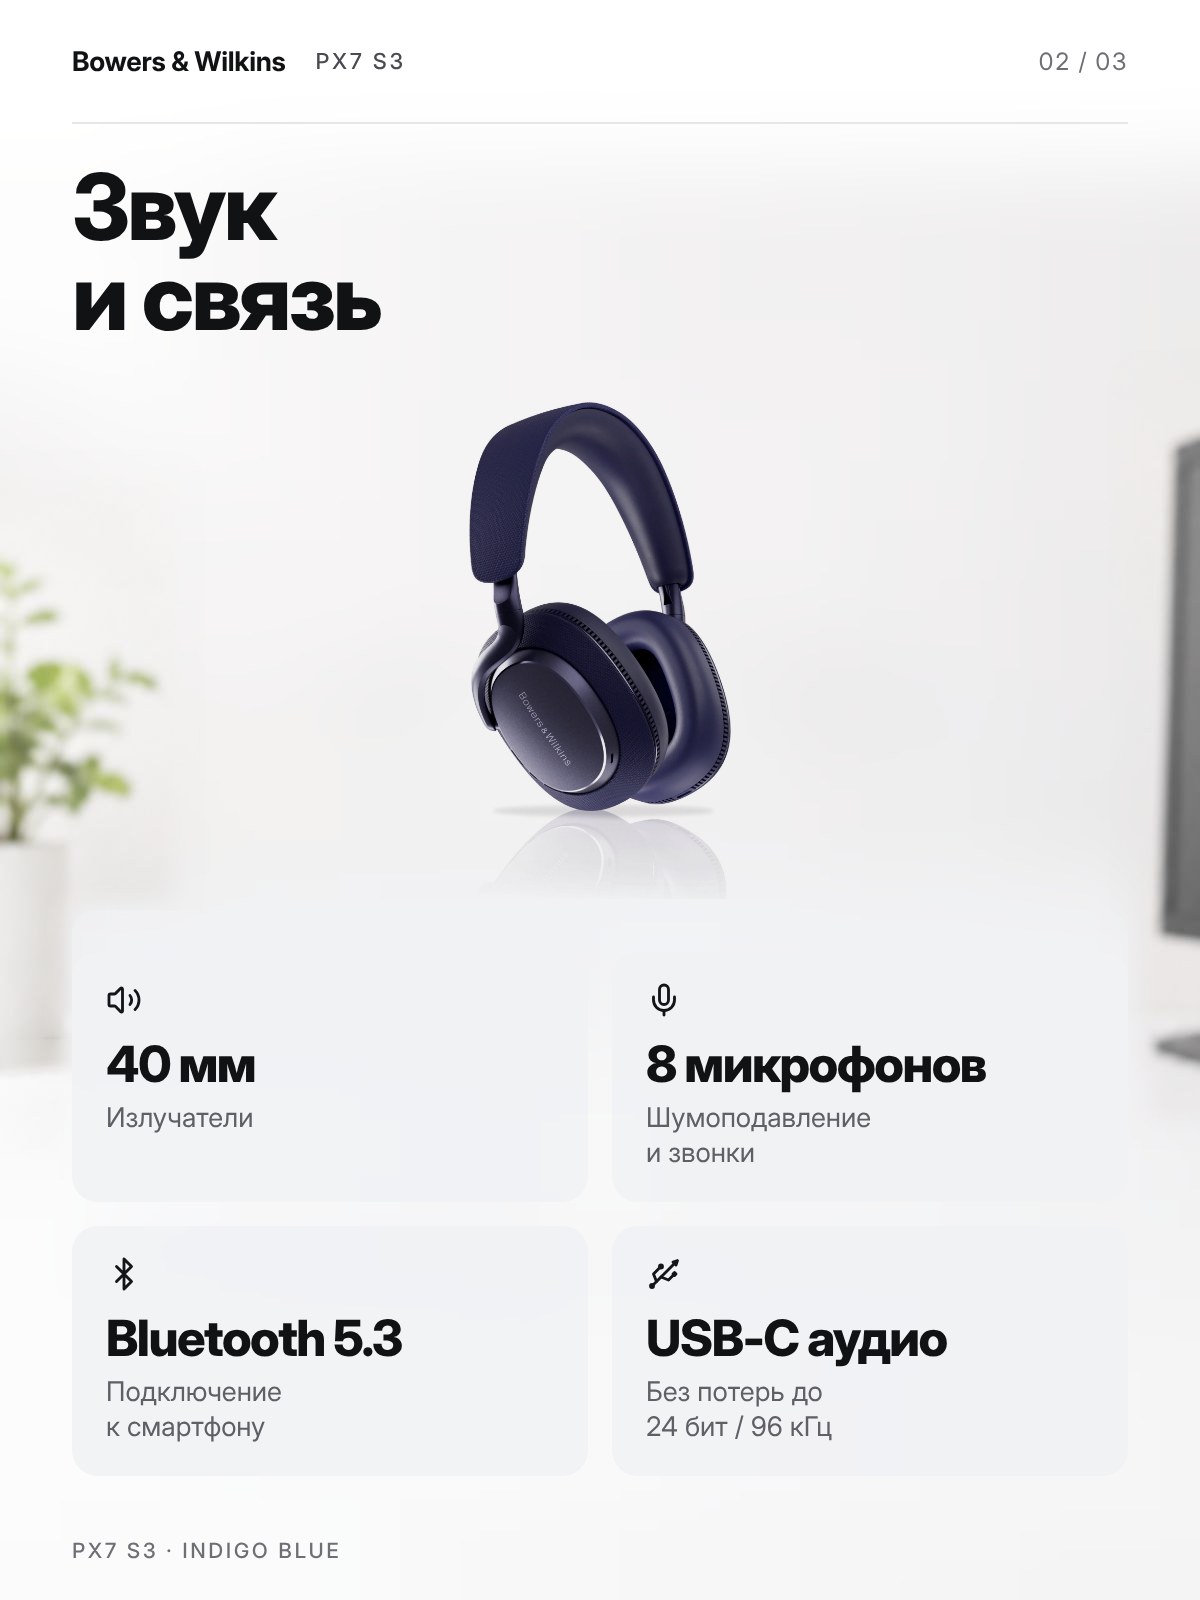 Bowers & Wilkins PX7 S3 02 / 03
Звук
и связь
Bowers & Wilkins
40 мм
Излучатели
8 микрофонов
Шумоподавление
и звонки
Bluetooth 5.3
Подключение
к смартфону
USB-C аудио
Без потерь до
24 бит / 96 кГц
PX7 S3 · INDIGO BLUE